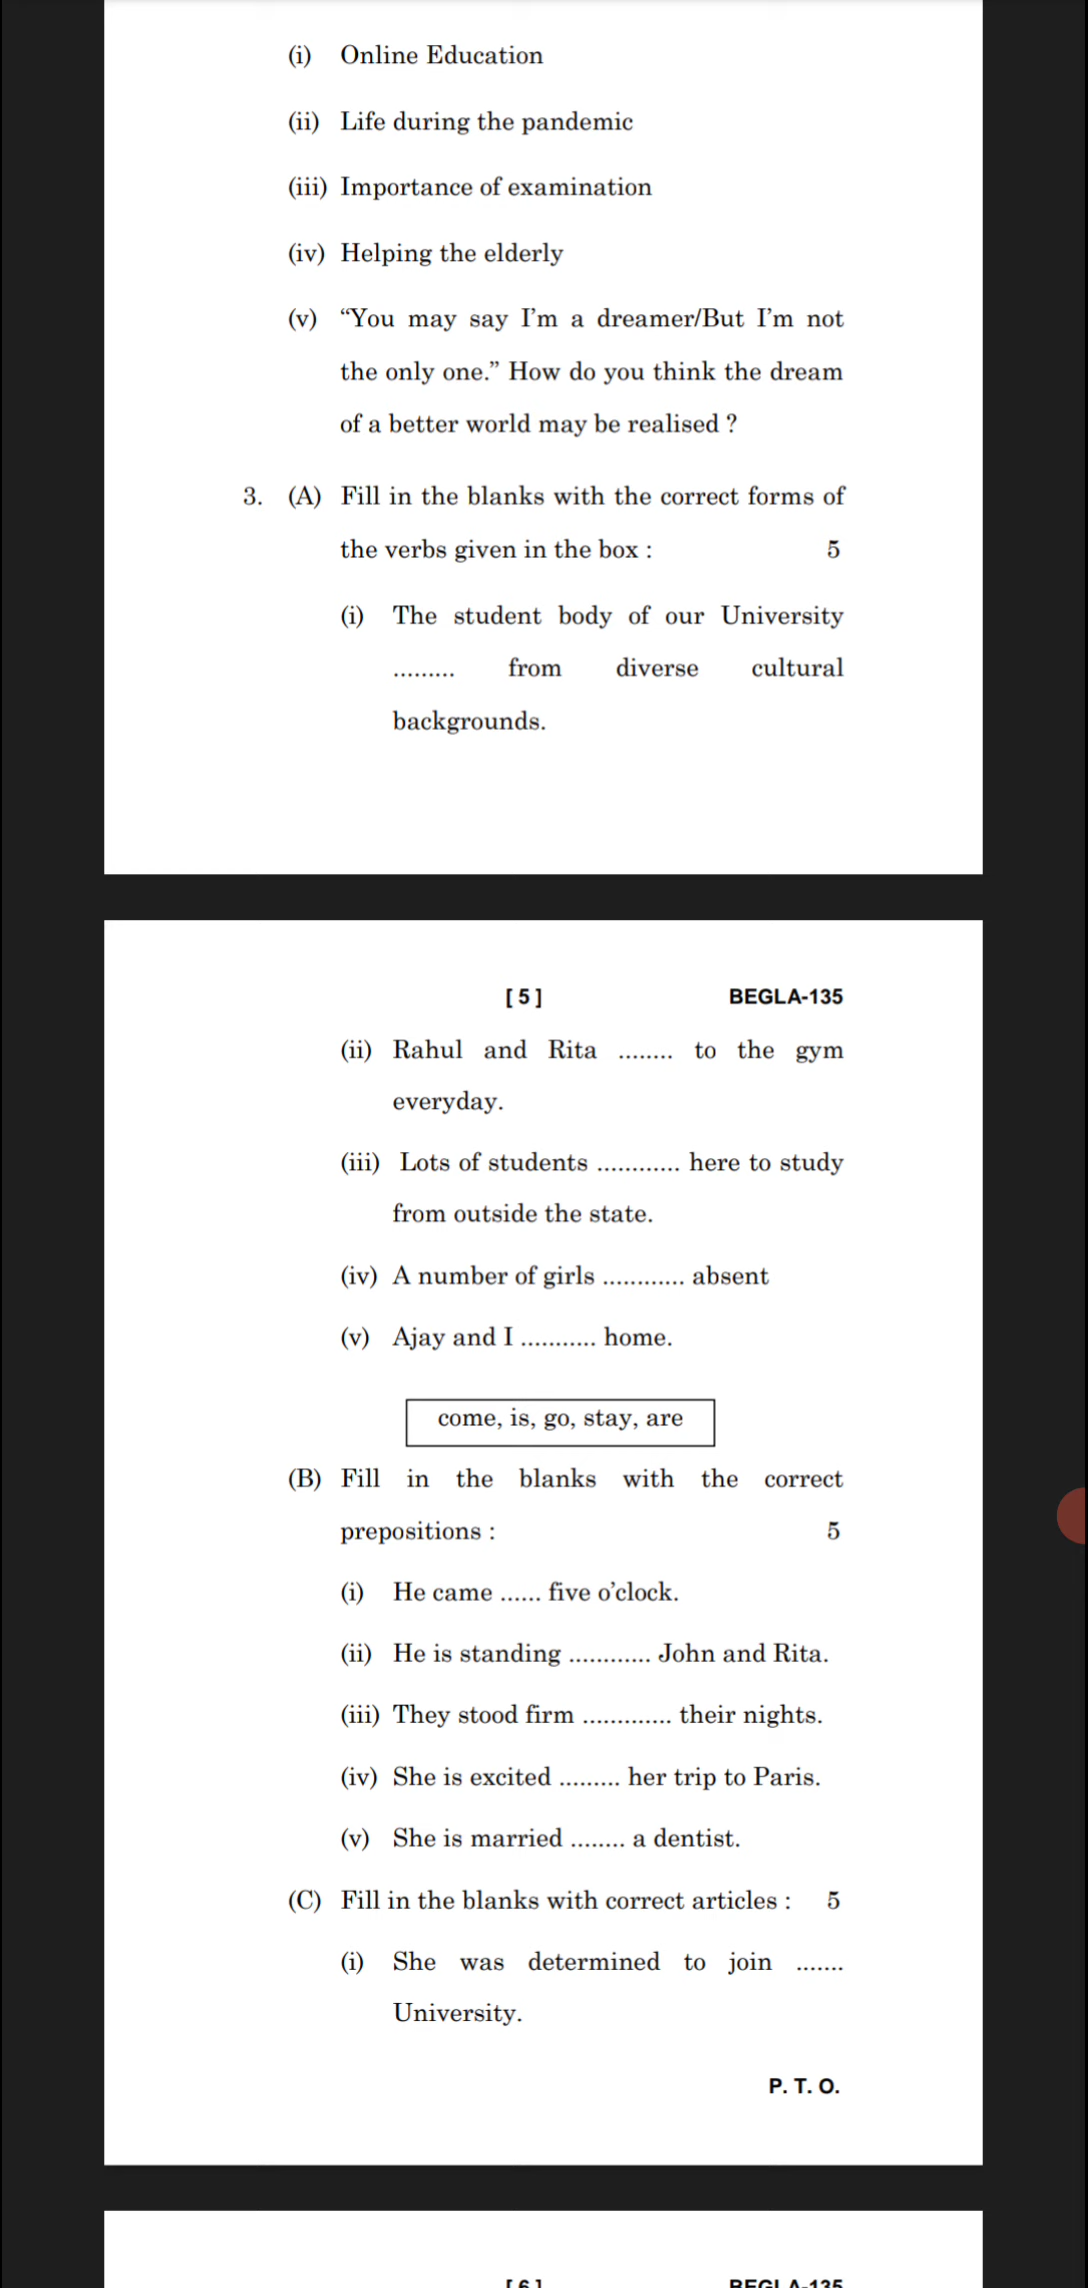 (i) Online Education
(ii) Life during the pandemic
(iii) Importance of examination
(iv) Helping the elderly
(v) “You may say I’m a dreamer/But I’m not
the only one.” How do you think the dream
of a better world may be realised ?
3. (A) Fill in the blanks with the correct forms of
the verbs given in the box : 5
(i) The student body of our University
......... from diverse cultural
backgrounds.
[ 5 ] BEGLA-135
(ii) Rahul and Rita ........ to the gym
everyday.
(iii) Lots of students ............ here to study
from outside the state.
(iv) A number of girls ............ absent
(v) Ajay and I ........... home.
come, is, go, stay, are
(B) Fill in the blanks with the correct
prepositions : 5
(i) He came ...... five o’clock.
(ii) He is standing ............ John and Rita.
(iii) They stood firm ............. their nights.
(iv) She is excited ......... her trip to Paris.
(v) She is married ........ a dentist.
(C) Fill in the blanks with correct articles : 5
(i) She was determined to join .......
University.
P. T. O.
[ 6 ] BEGLA-135